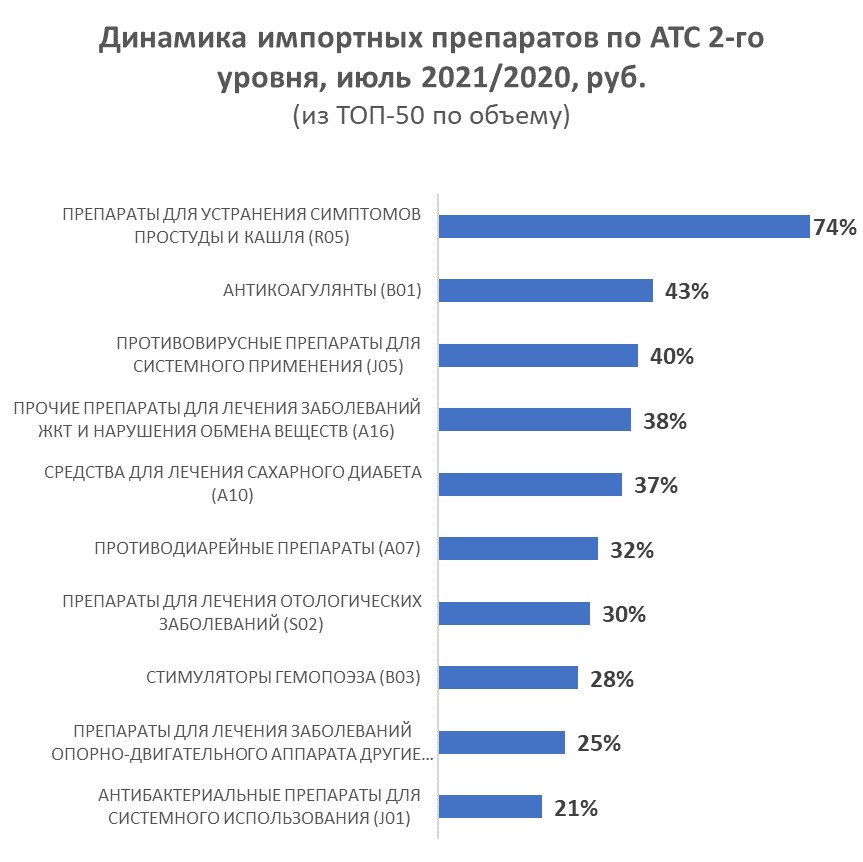 Динамика импортных препаратов по АТС 2-го
уровня, июль 2021/2020, руб.
(из ТОП-50 по объему)
ПРЕПАРАТЫ ДЛЯ УСТРАНЕНИЯ СИМПТОМОВ
ПРОСТУДЫ И КАШЛЯ (R05)
74%
АНТИКОАГУЛЯНТЫ (B01)
43%
ПРОТИВОВИРУСНЫЕ ПРЕПАРАТЫ ДЛЯ
СИСТЕМНОГО ПРИМЕНЕНИЯ (J05)
40%
ПРОЧИЕ ПРЕПАРАТЫ ДЛЯ ЛЕЧЕНИЯ ЗАБОЛЕВАНИЙ
ЖКТ И НАРУШЕНИЯ ОБМЕНА ВЕЩЕСТВ (A16)
38%
СРЕДСТВА ДЛЯ ЛЕЧЕНИЯ САХАРНОГО ДИАБЕТА
(A10)
37%
ПРОТИВОДИАРЕЙНЫЕ ПРЕПАРАТЫ (A07)
32%
ПРЕПАРАТЫ ДЛЯ ЛЕЧЕНИЯ ОТОЛОГИЧЕСКИХ
ЗАБОЛЕВАНИЙ (S02)
30%
СТИМУЛЯТОРЫ ГЕМОПОЭЗА (B03)
28%
ПРЕПАРАТЫ ДЛЯ ЛЕЧЕНИЯ ЗАБОЛЕВАНИЙ
ОПОРНО-ДВИГАТЕЛЬНОГО АППАРАТА ДРУГИЕ…
25%
АНТИБАКТЕРИАЛЬНЫЕ ПРЕПАРАТЫ ДЛЯ
СИСТЕМНОГО ИСПОЛЬЗОВАНИЯ (J01)
21%